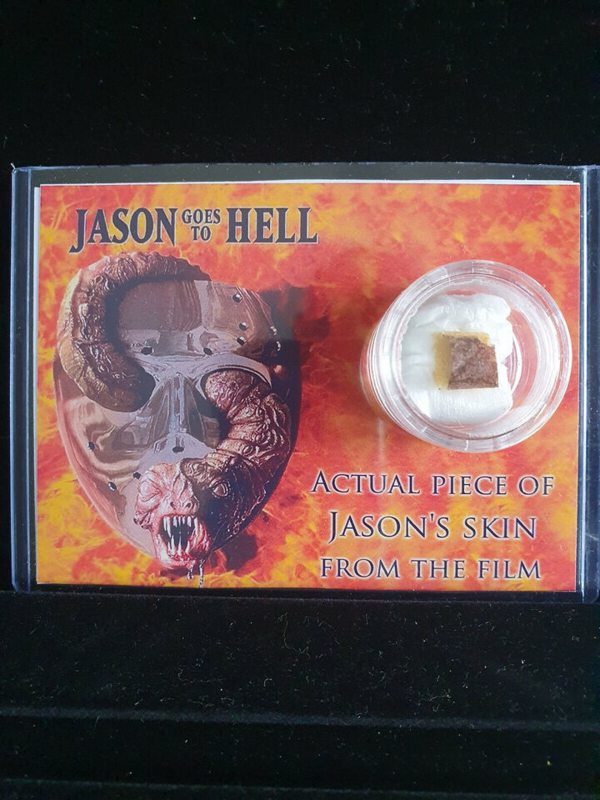 JASON GOES TO HELL
ACTUAL PIECE OF
JASON'S SKIN
FROM THE FILM